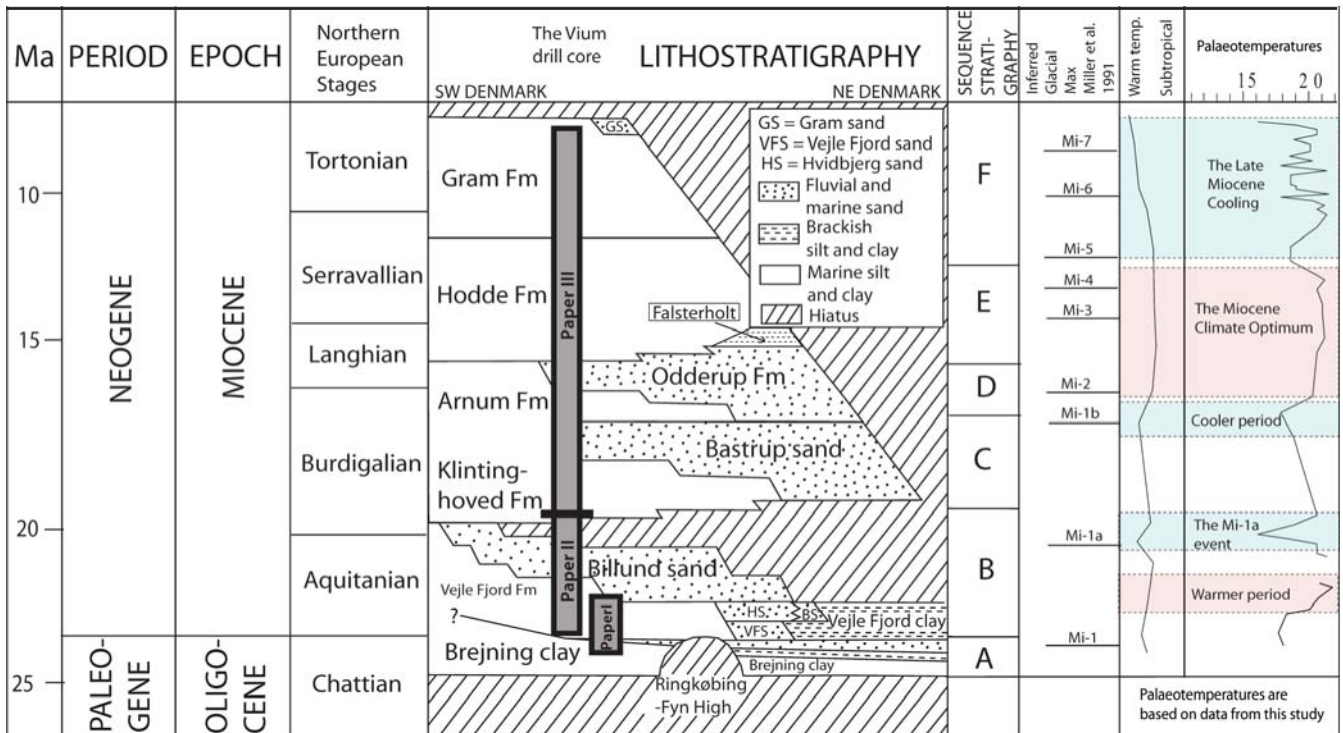 Ma
PERIOD
EPOCH
Northern
European
Stages
The Vium
drill core
LITHOSTRATIGRAPHY
SW DENMARK
NE DENMARK
SEQUENCE
STRATI-
GRAPHY
Inferred
Glacial
Max
Miller et al.
1991
Warm temp.
Subtropical
Palaeotemperatures
15
20
10
15
20
25
NEOGENE
PALEO-
GENE
MIOCENE
OLIGO-
CENE
Tortonian
Serravallian
Langhian
Burdigalian
Aquitanian
Chattian
GS
Gram Fm
Hodde Fm
Arnum Fm
Klinting-
hoved Fm
Vejle Fjord Fm
?
Brejning clay
Paper III
Paper II
PaperI
GS = Gram sand
VFS = Vejle Fjord sand
HS = Hvidbjerg sand
Fluvial and
marine sand
Brackish
silt and clay
Marine silt
and clay
Hiatus
Falsterholt
Odderup Fm
Bastrup sand
Billund sand
HS
BS
Vejle Fjord clay
VFS
Brejning clay
Ringkøbing
-Fyn High
F
E
D
C
B
A
Mi-7
Mi-6
Mi-5
Mi-4
Mi-3
Mi-2
Mi-1b
Mi-1a
Mi-1
The Late
Miocene
Cooling
The Miocene
Climate Optimum
Cooler period
The Mi-1a
event
Warmer period
Palaeotemperatures are
based on data from this study